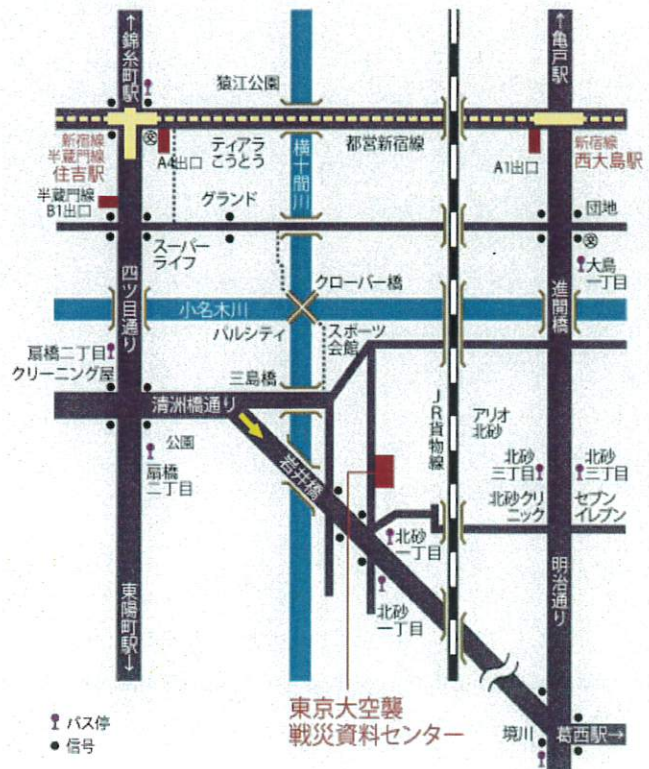 ↑錦糸町駅
↑亀戸駅
猿江公園
新宿線
半蔵門線
住吉駅
A4出口
ティアラ
こうとう
横十間川
都営新宿線
A1出口
新宿線
西大島駅
半蔵門線
B1出口
グランド
団地
スーパー
ライフ
四ツ目通り
大島
一丁目
クローバー橋
進開橋
小名木川
パルシティ
スポーツ
会館
扇橋二丁目
クリーニング屋
三島橋
清洲橋通り
JR貨物線
アリオ
北砂
公園
扇橋
二丁目
岩井橋
北砂
三丁目
北砂
三丁目
北砂クリ
ニック
セブン
イレブン
北砂
一丁目
明治通り
東陽町駅→
北砂
一丁目
東京大空襲
戦災資料センター
バス停
信号
境川
葛西駅→